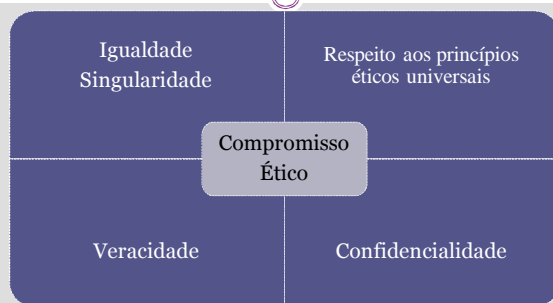 Igualdade
Singularidade
Respeito aos princípios
éticos universais
Compromisso
Ético
Veracidade
Confidencialidade